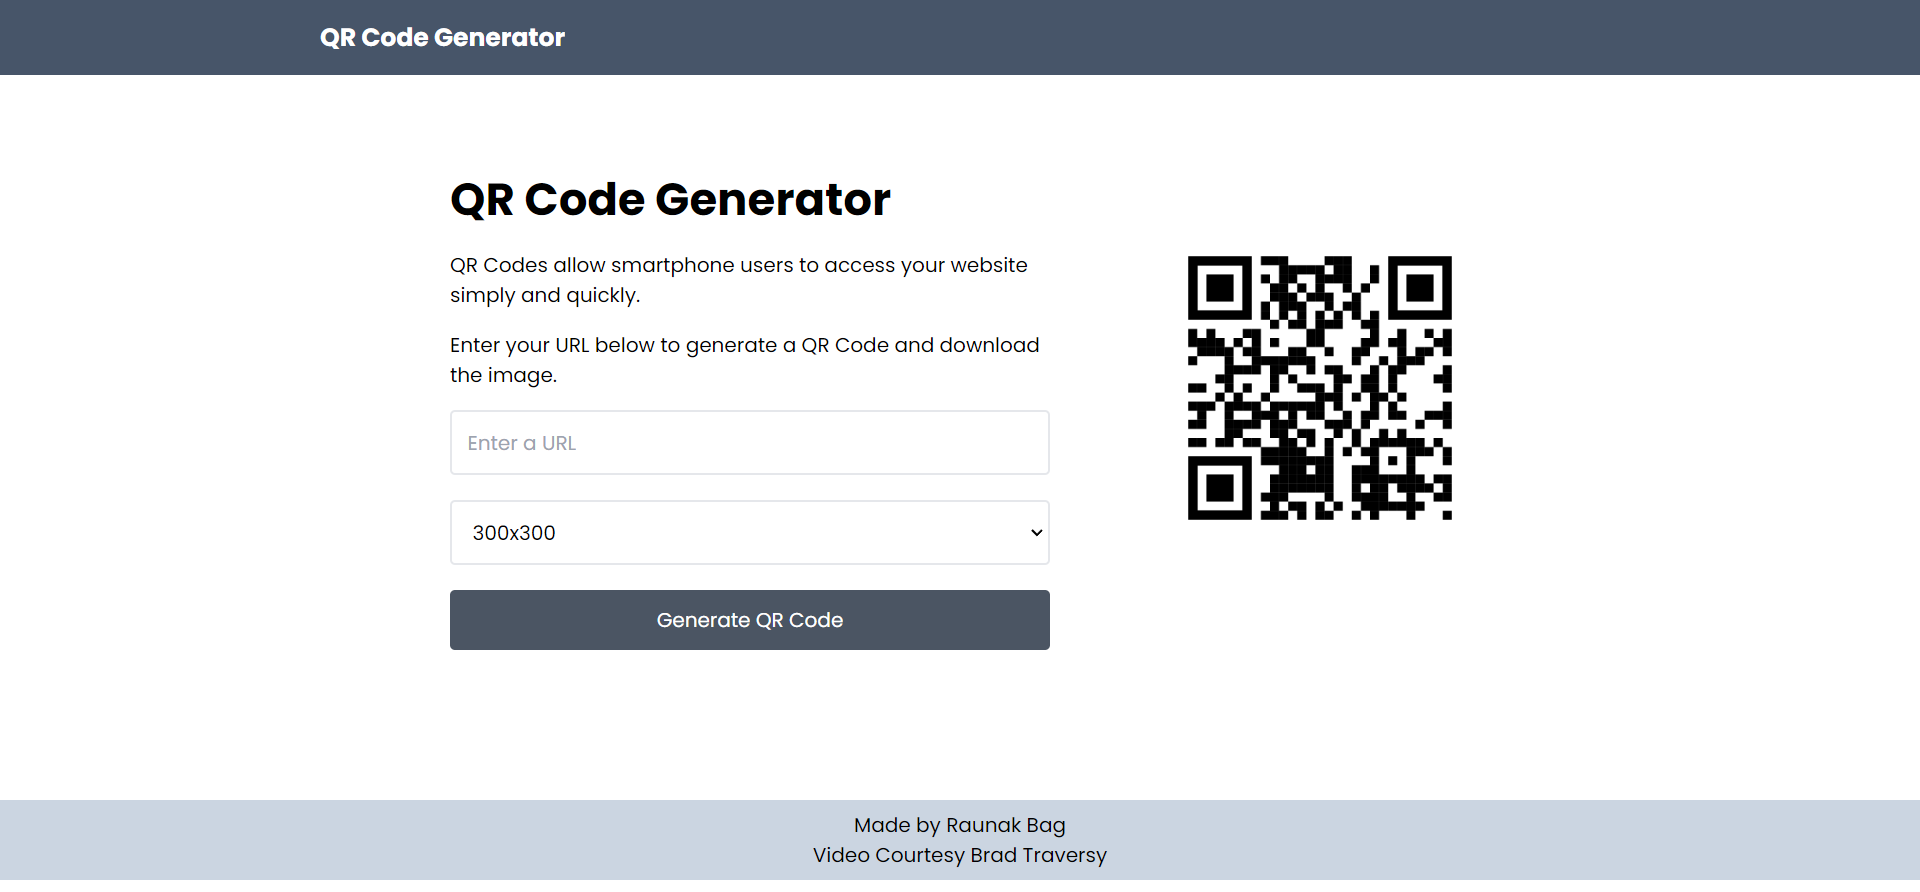 QR Code Generator
QR Code Generator
QR Codes allow smartphone users to access your website
simply and quickly.
Enter your URL below to generate a QR Code and download
the image.
Enter a URL
300x300
Generate QR Code
Made by Raunak Bag
Video Courtesy Brad Traversy